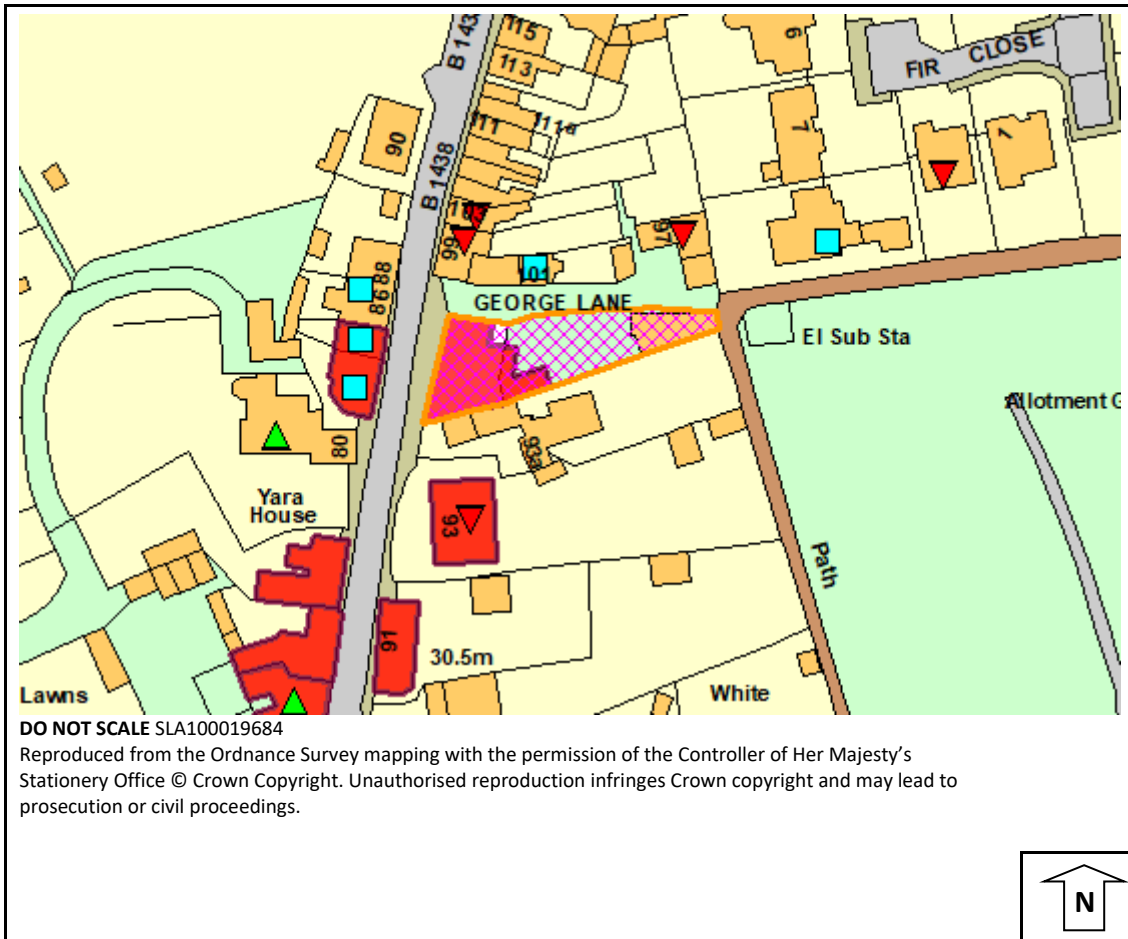 B 143
115
113
6
FIR CLOSE
111
111a
7
1
90
B 1438
99
97
101
8688
GEORGE LANE
El Sub Sta
Allotment G
80
93a
Yara
House
93
Path
91
30.5m
Lawns
White
DO NOT SCALE SLA100019684
Reproduced from the Ordnance Survey mapping with the permission of the Controller of Her Majesty’s
Stationery Office © Crown Copyright. Unauthorised reproduction infringes Crown copyright and may lead to
prosecution or civil proceedings.
N